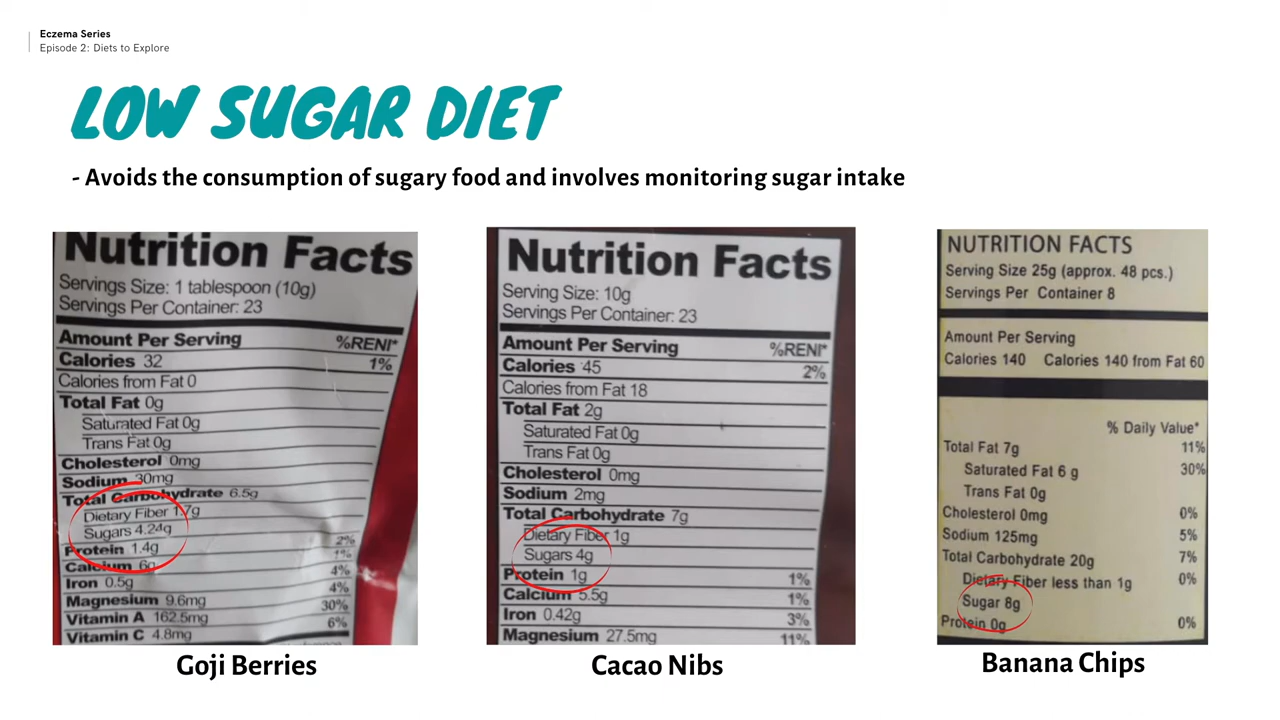 Eczema Series
Episode 2: Diets to Explore
LOW SUGAR DIET
- Avoids the consumption of sugary food and involves monitoring sugar intake
Nutrition Facts
Servings Size: 1 tablespoon (10g)
Servings Per Container: 23
Amount Per Serving %RENI*
Calories 32 1%
Calories from Fat 0
Total Fat 0g
Saturated Fat 0g
Trans Fat 0g
Cholesterol 0mg
Sodium 30mg
Total Carbohydrate 6.5g
Dietary Fiber 1.7g
Sugars 4.24g
Protein 1.4g 2%
Calcium 6g 1%
Iron 0.5g 4%
Magnesium 9.6mg 4%
Vitamin A 162.5mg 30%
Vitamin C 4.8mg 6%
Goji Berries
Nutrition Facts
Serving Size: 10g
Servings Per Container: 23
Amount Per Serving %RENI*
Calories 45 2%
Calories from Fat 18
Total Fat 2g
Saturated Fat 0g
Trans Fat 0g
Cholesterol 0mg
Sodium 2mg
Total Carbohydrate 7g
Dietary Fiber 1g
Sugars 4g
Protein 1g 1%
Calcium 5.5g 1%
Iron 0.42g 3%
Magnesium 27.5mg 11%
Cacao Nibs
NUTRITION FACTS
Serving Size 25g (approx. 48 pcs.)
Servings Per Container 8
Amount Per Serving
Calories 140 Calories 140 from Fat 60
% Daily Value*
Total Fat 7g 11%
Saturated Fat 6 g 30%
Trans Fat 0g
Cholesterol 0mg 0%
Sodium 125mg 5%
Total Carbohydrate 20g 7%
Dietary Fiber less than 1g 0%
Sugar 8g
Protein 0g 0%
Banana Chips